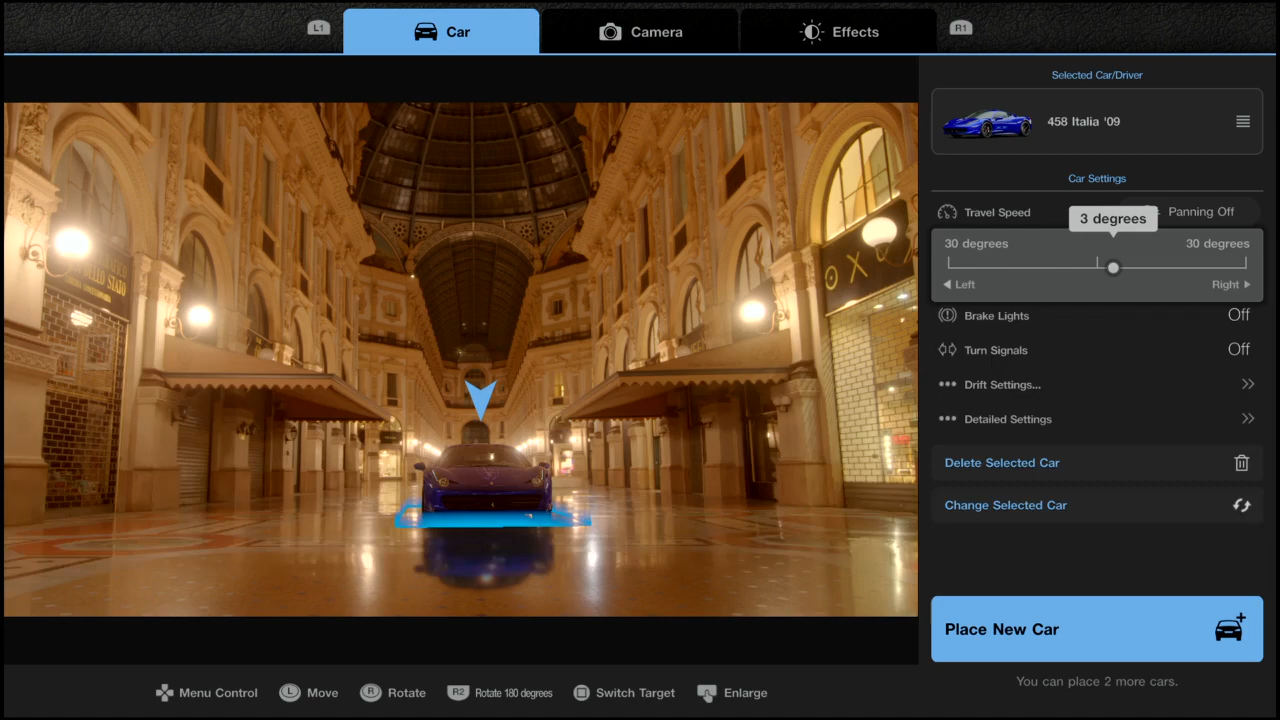 L1
Car
Camera
Effects
R1
Selected Car/Driver
458 Italia '09
Car Settings
Travel Speed
Panning Off
3 degrees
30 degrees
30 degrees
Left
Right
Brake Lights
Off
Turn Signals
Off
Drift Settings...
Detailed Settings
Delete Selected Car
Change Selected Car
Place New Car
You can place 2 more cars.
Menu Control
L Move
R Rotate
R2 Rotate 180 degrees
Switch Target
Enlarge